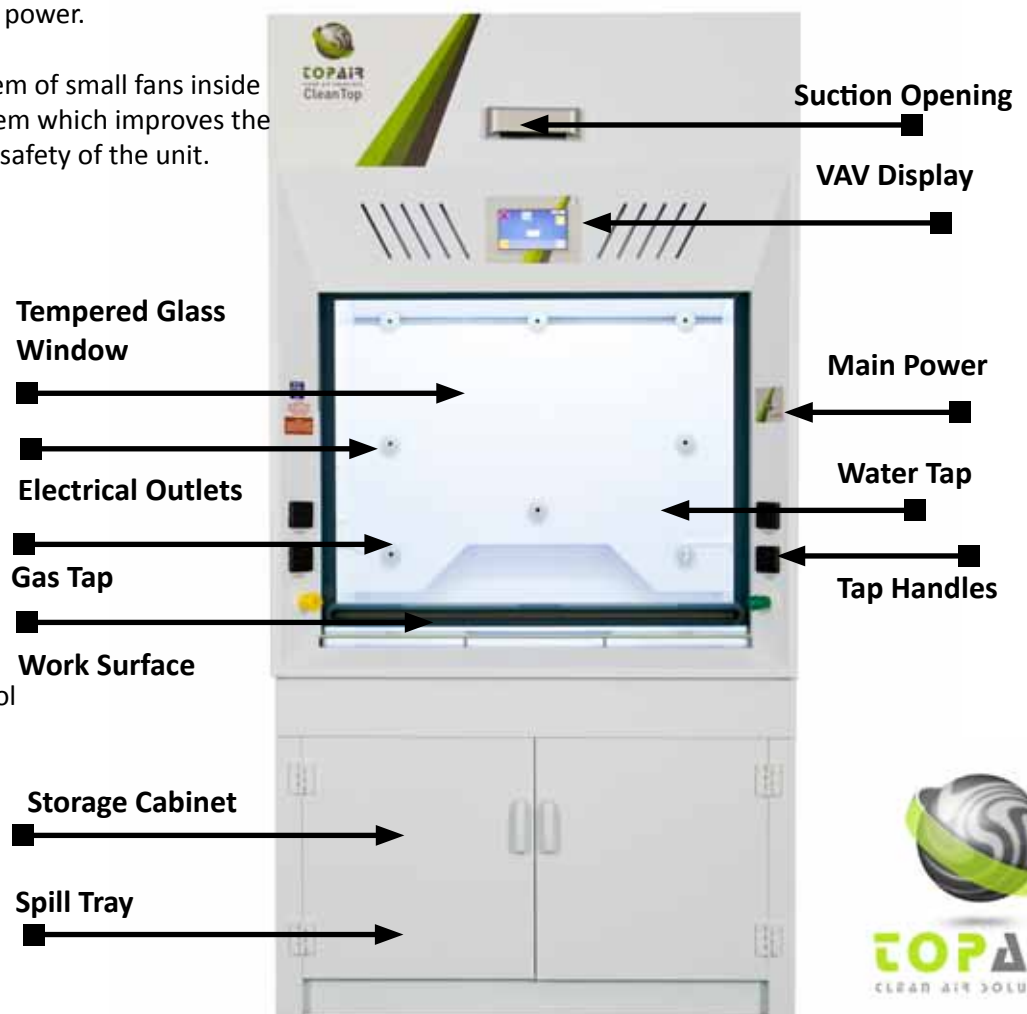 power.
em of small fans inside
em which improves the
safety of the unit.
TOPAIR
CleanTop
Suction Opening
VAV Display
Tempered Glass
Window
Main Power
Electrical Outlets
Water Tap
Gas Tap
Tap Handles
Work Surface
ol
Storage Cabinet
Spill Tray
TOPA
CLEAN AIR SOLU